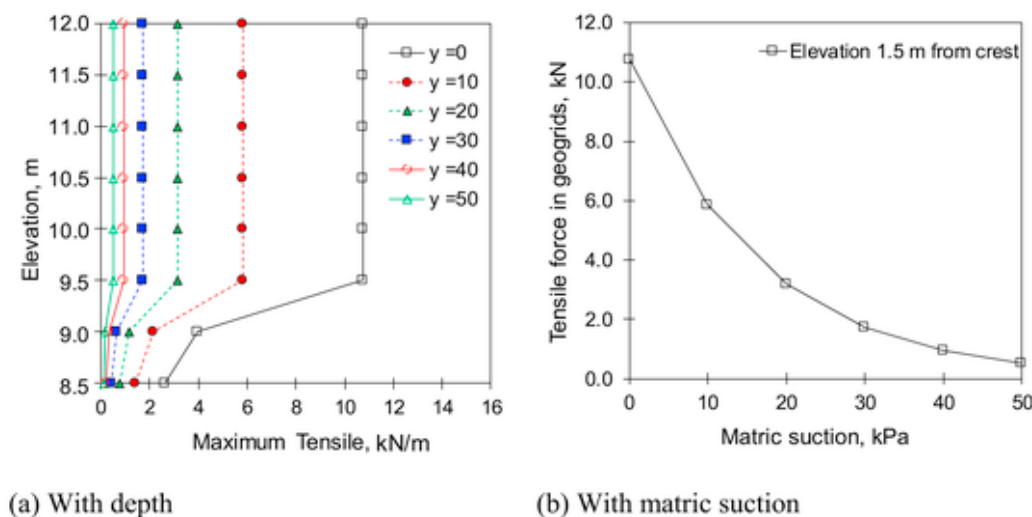 12.0
11.5
11.0
10.5
10.0
9.5
9.0
8.5
Elevation, m
0 2 4 6 8 10 12 14 16
Maximum Tensile, kN/m
y =0
y =10
y =20
y =30
y =40
y =50
(a) With depth
12.0
10.0
8.0
6.0
4.0
2.0
0.0
Tensile force in geogrids, kN
0 10 20 30 40 50
Matric suction, kPa
Elevation 1.5 m from crest
(b) With matric suction